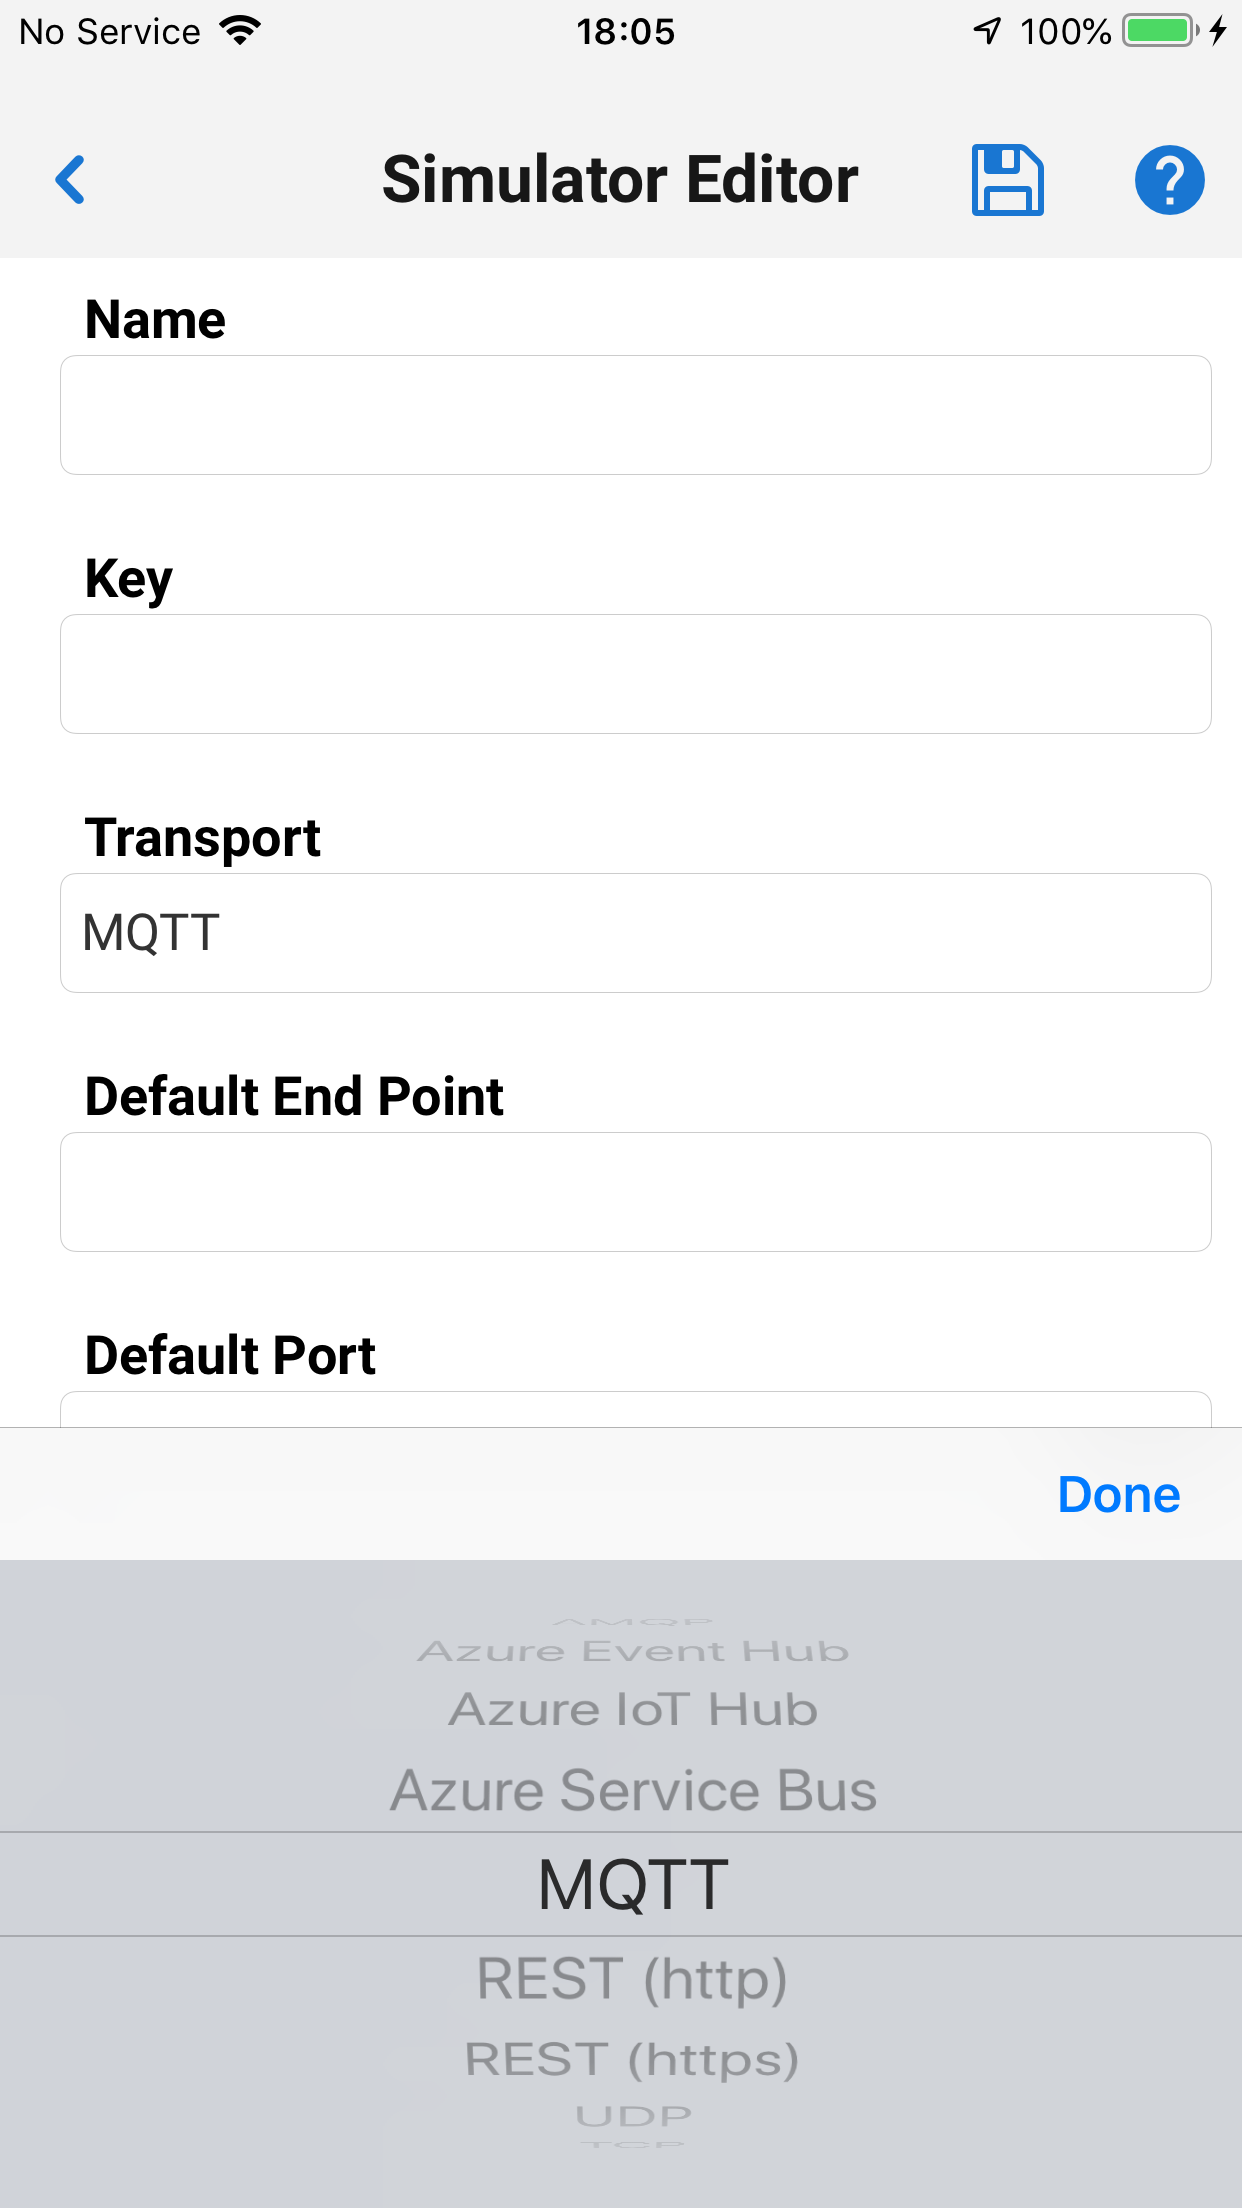 No Service
18:05
100%
Simulator Editor
Name
Key
Transport
MQTT
Default End Point
Default Port
Done
AMQP
Azure Event Hub
Azure IoT Hub
Azure Service Bus
MQTT
REST (http)
REST (https)
UDP
TCP